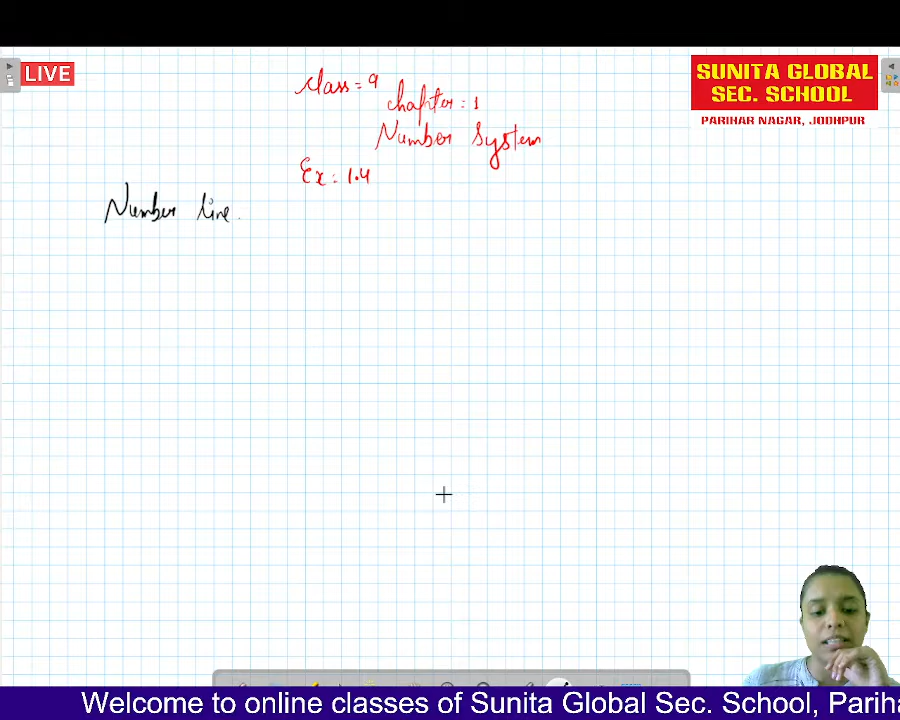 LIVE
Class = 9
Chapter : 1
Number System
Ex : 1.4
Number line.
SUNITA GLOBAL
SEC. SCHOOL
PARIHAR NAGAR, JODHPUR
Welcome to online classes of Sunita Global Sec. School, Pariha